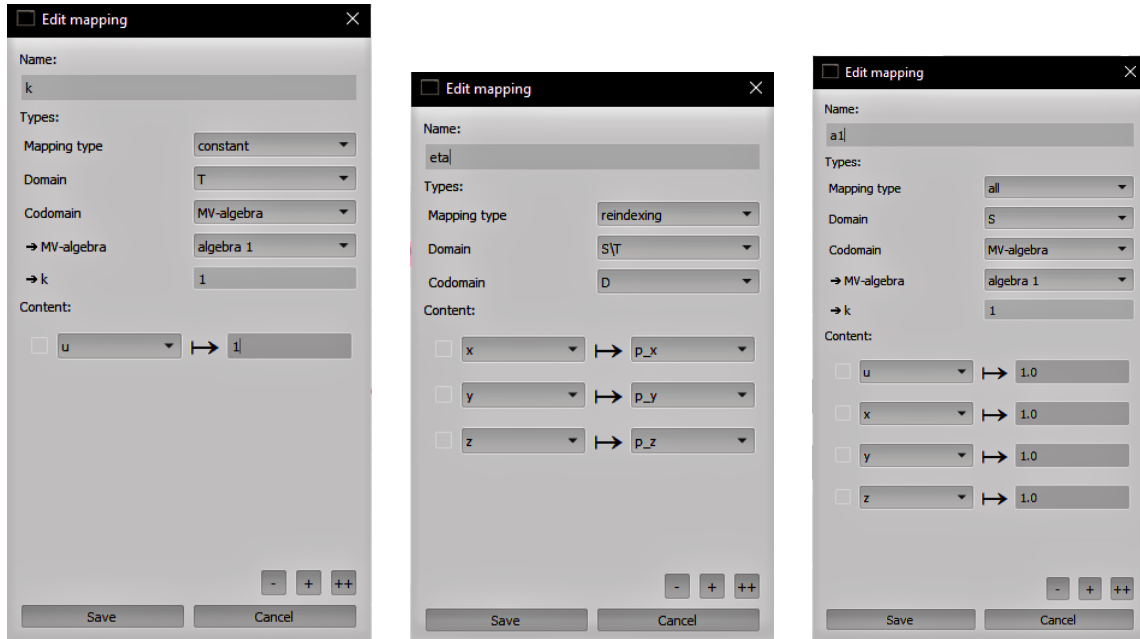 Edit mapping
Name:
k
Types:
Mapping type constant
Domain T
Codomain MV-algebra
→ MV-algebra algebra 1
→ k 1
Content:
u ↦ 1
- + ++
Save Cancel
Edit mapping
Name:
eta
Types:
Mapping type reindexing
Domain S\T
Codomain D
Content:
x ↦ p_x
y ↦ p_y
z ↦ p_z
- + ++
Save Cancel
Edit mapping
Name:
a1
Types:
Mapping type all
Domain S
Codomain MV-algebra
→ MV-algebra algebra 1
→ k 1
Content:
u ↦ 1.0
x ↦ 1.0
y ↦ 1.0
z ↦ 1.0
- + ++
Save Cancel